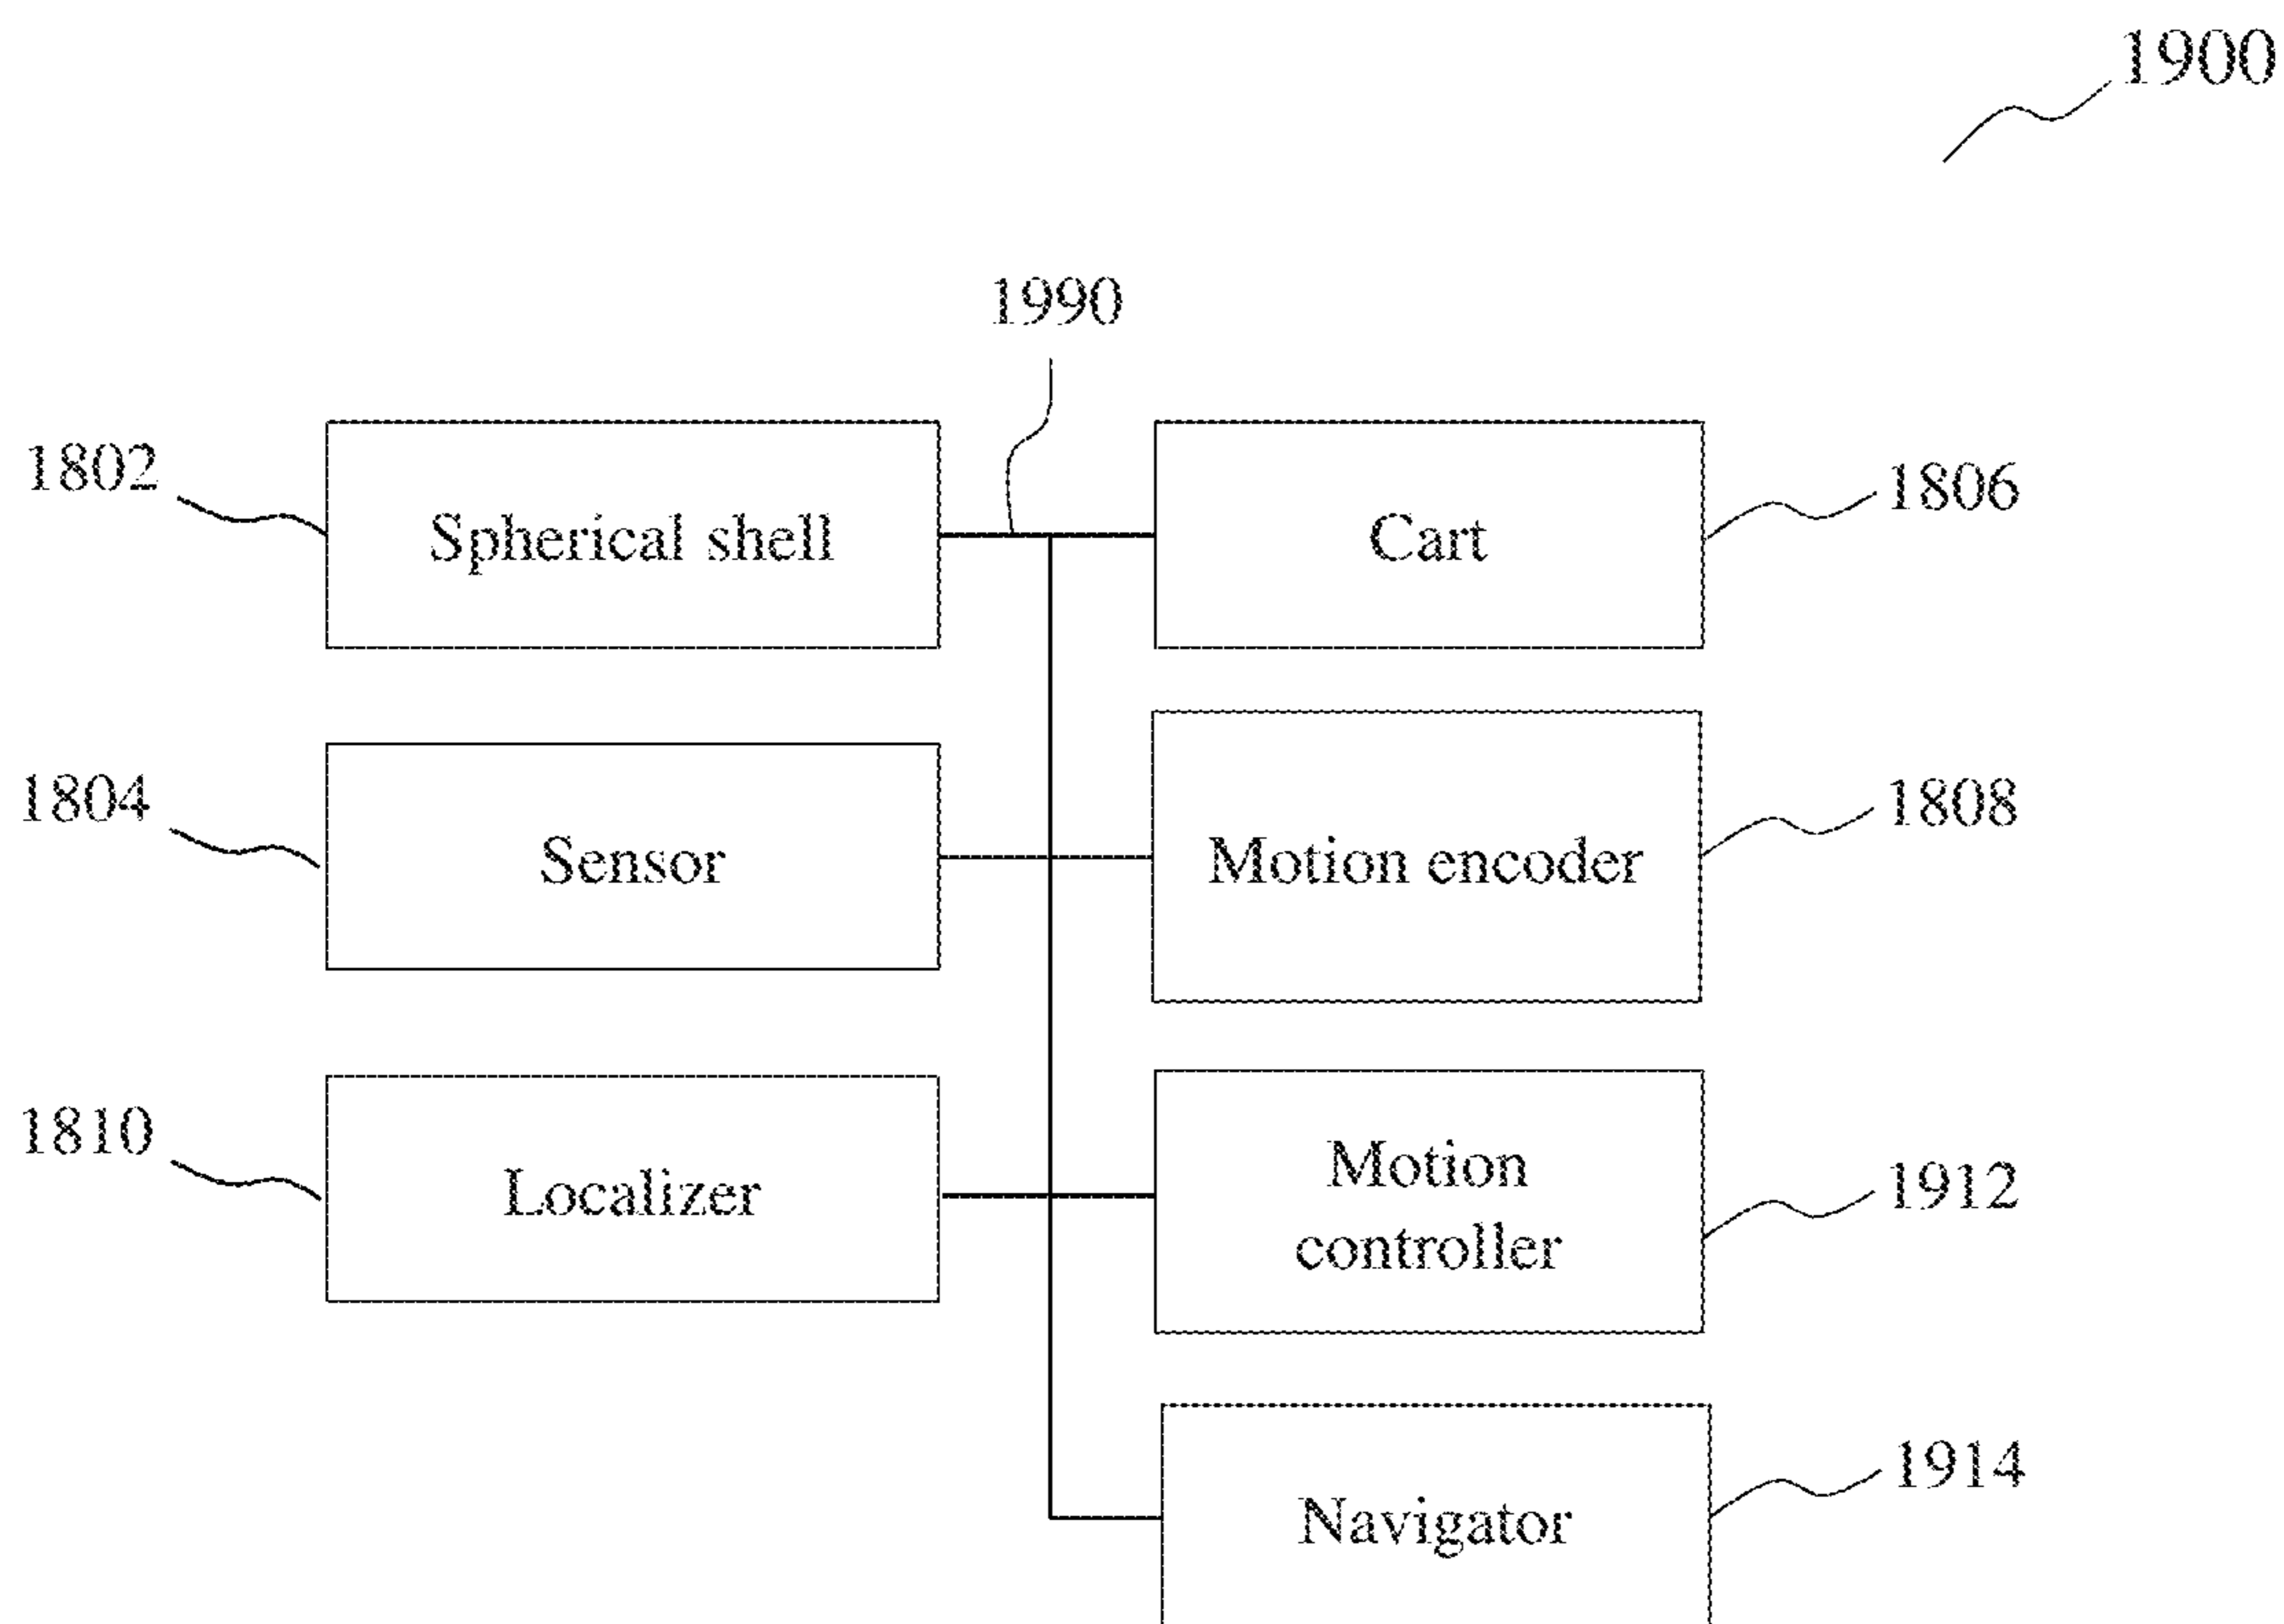 1900
1990
1802
Spherical shell
Cart
1806
1804
Sensor
Motion encoder
1808
1810
Localizer
Motion
controller
1912
Navigator
1914